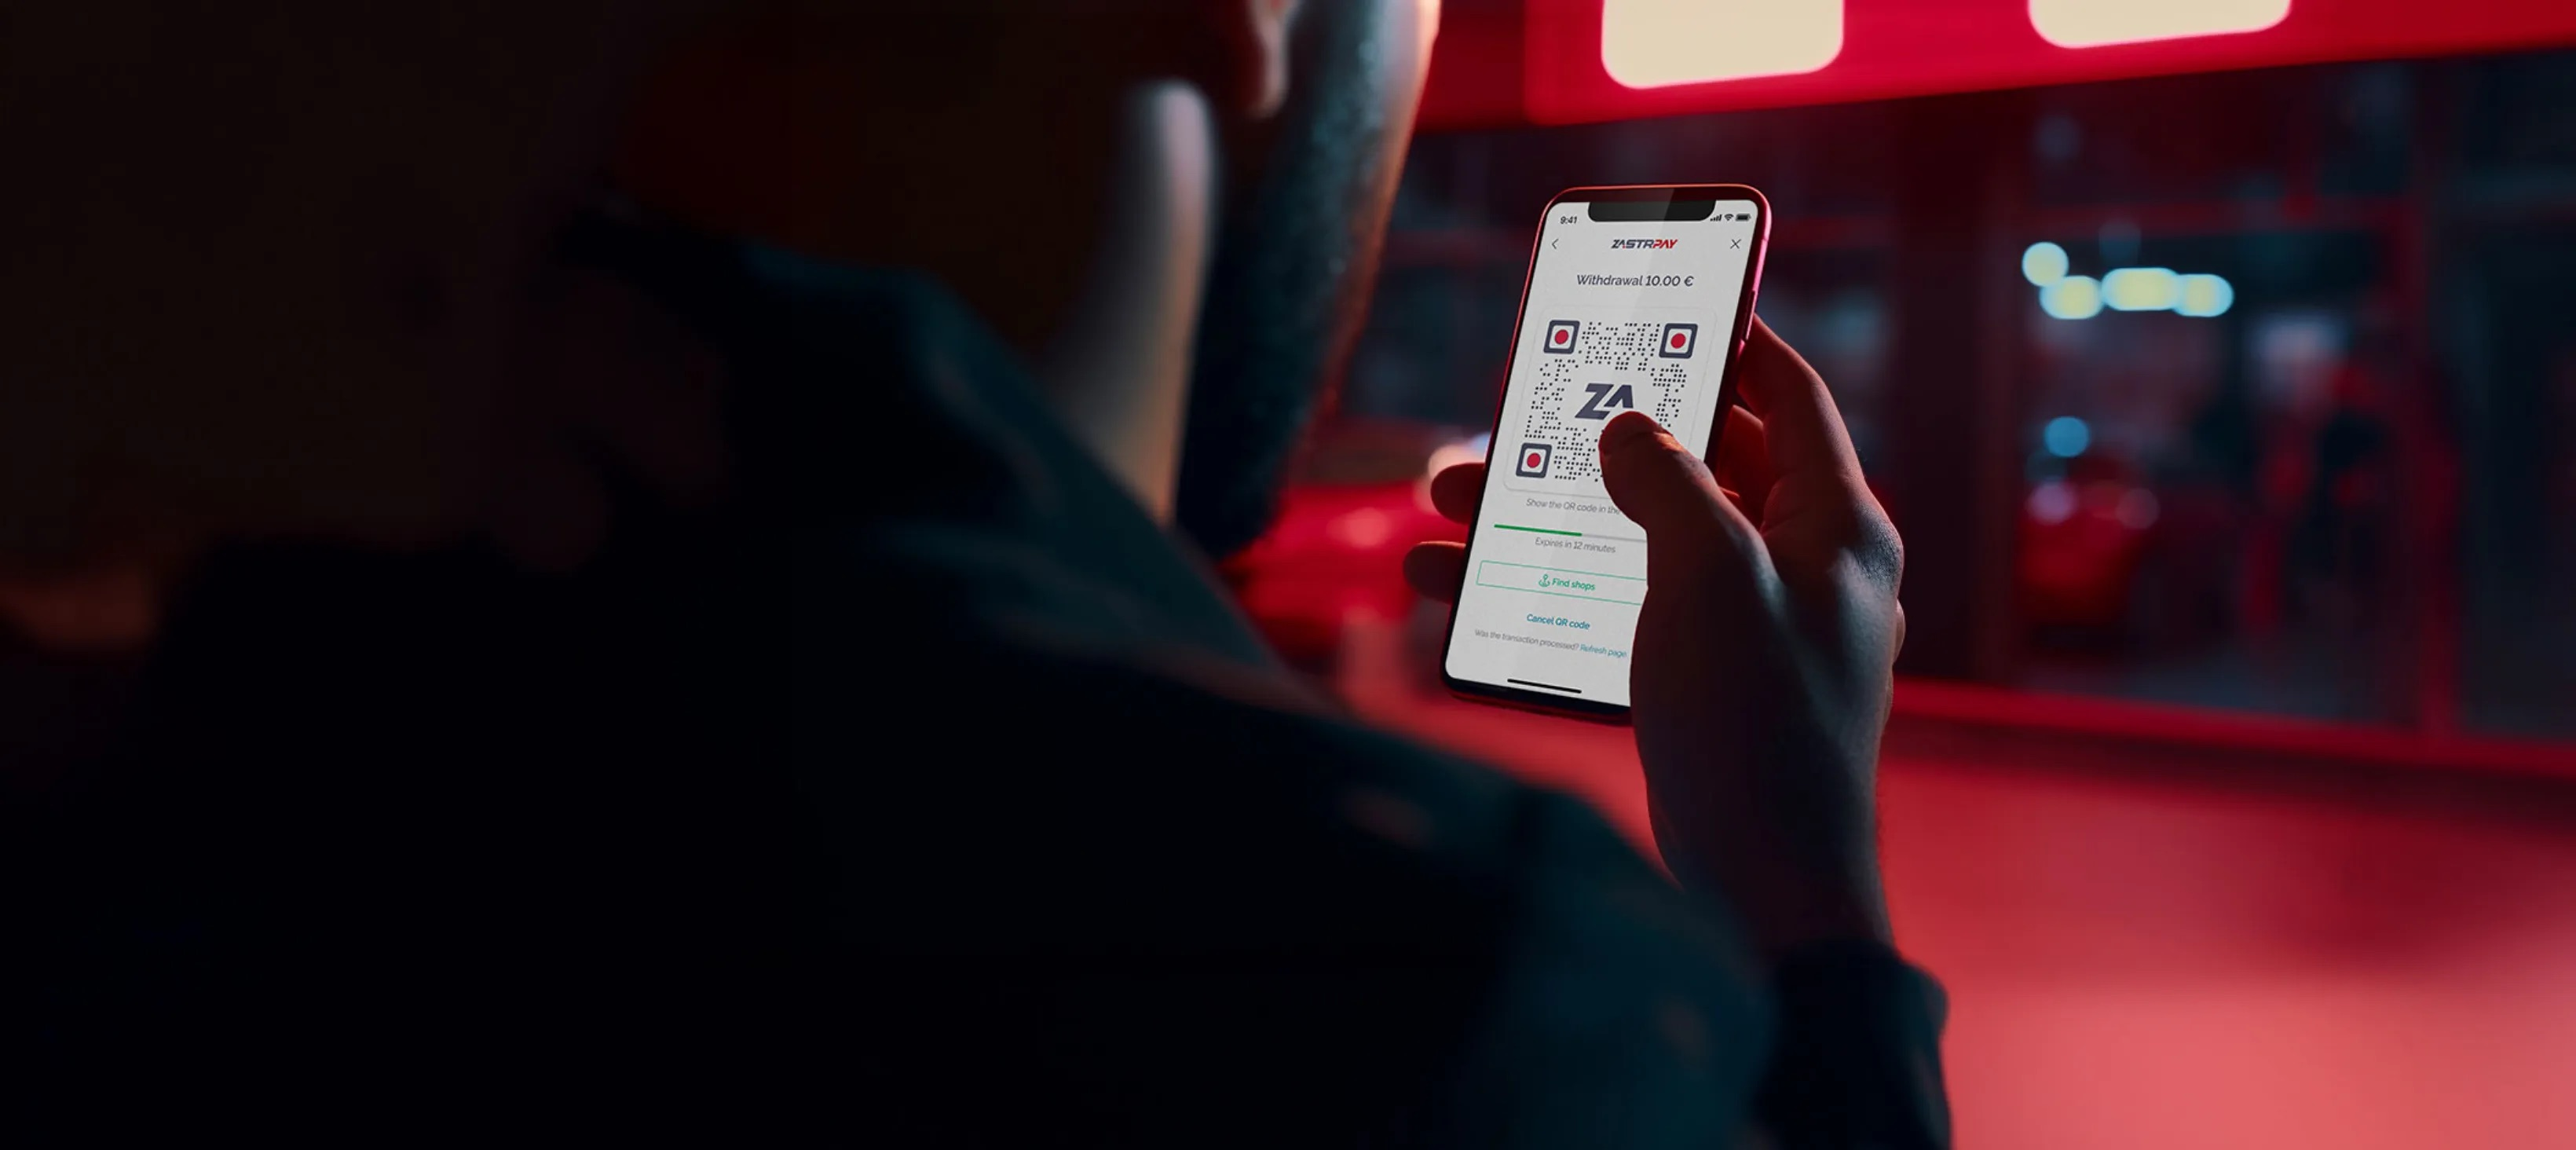 9:41
ZASTRPAY
Withdrawal 10.00 €
ZA
Show the QR code in the
Expires in 12 minutes
Find shops
Cancel QR code
Was the transaction processed? Refresh page